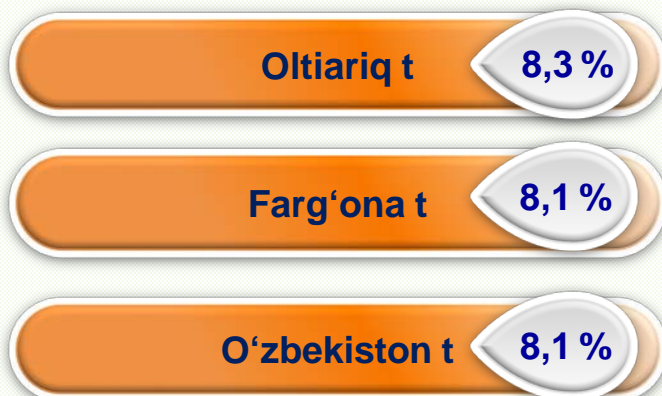 Oltiariq t 8,3 %
Farg‘ona t 8,1 %
O‘zbekiston t 8,1 %